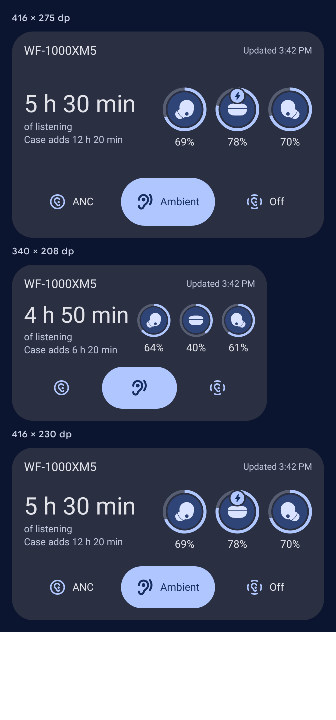 416 × 275 dp
WF-1000XM5
Updated 3:42 PM
5 h 30 min
of listening
Case adds 12 h 20 min
69%
78%
70%
ANC
Ambient
Off
340 × 208 dp
WF-1000XM5
Updated 3:42 PM
4 h 50 min
of listening
Case adds 6 h 20 min
64%
40%
61%
416 × 230 dp
WF-1000XM5
Updated 3:42 PM
5 h 30 min
of listening
Case adds 12 h 20 min
69%
78%
70%
ANC
Ambient
Off